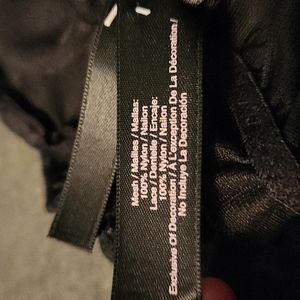 Mesh / Mailles / Mallas:
100% Nylon / Nailon
Lace / Dentelle / Encaje:
100% Nylon / Nailon
Exclusive Of Decoration / À L'exception De La Décoration /
No Incluye La Decoración